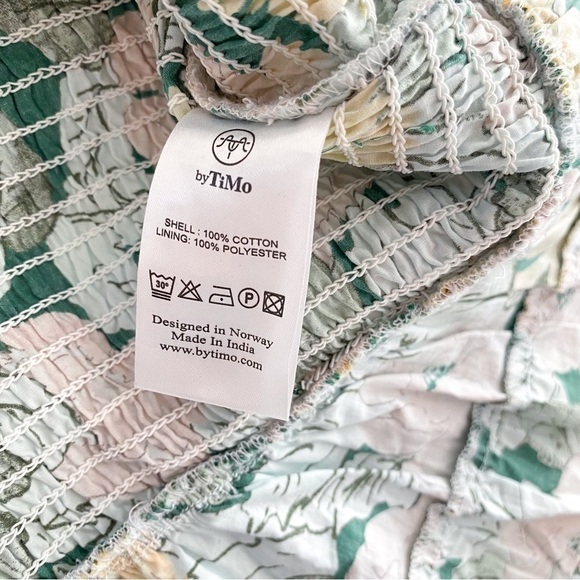 byTiMo
SHELL : 100% COTTON
LINING: 100% POLYESTER
30°
P
Designed in Norway
Made In India
www.bytimo.com